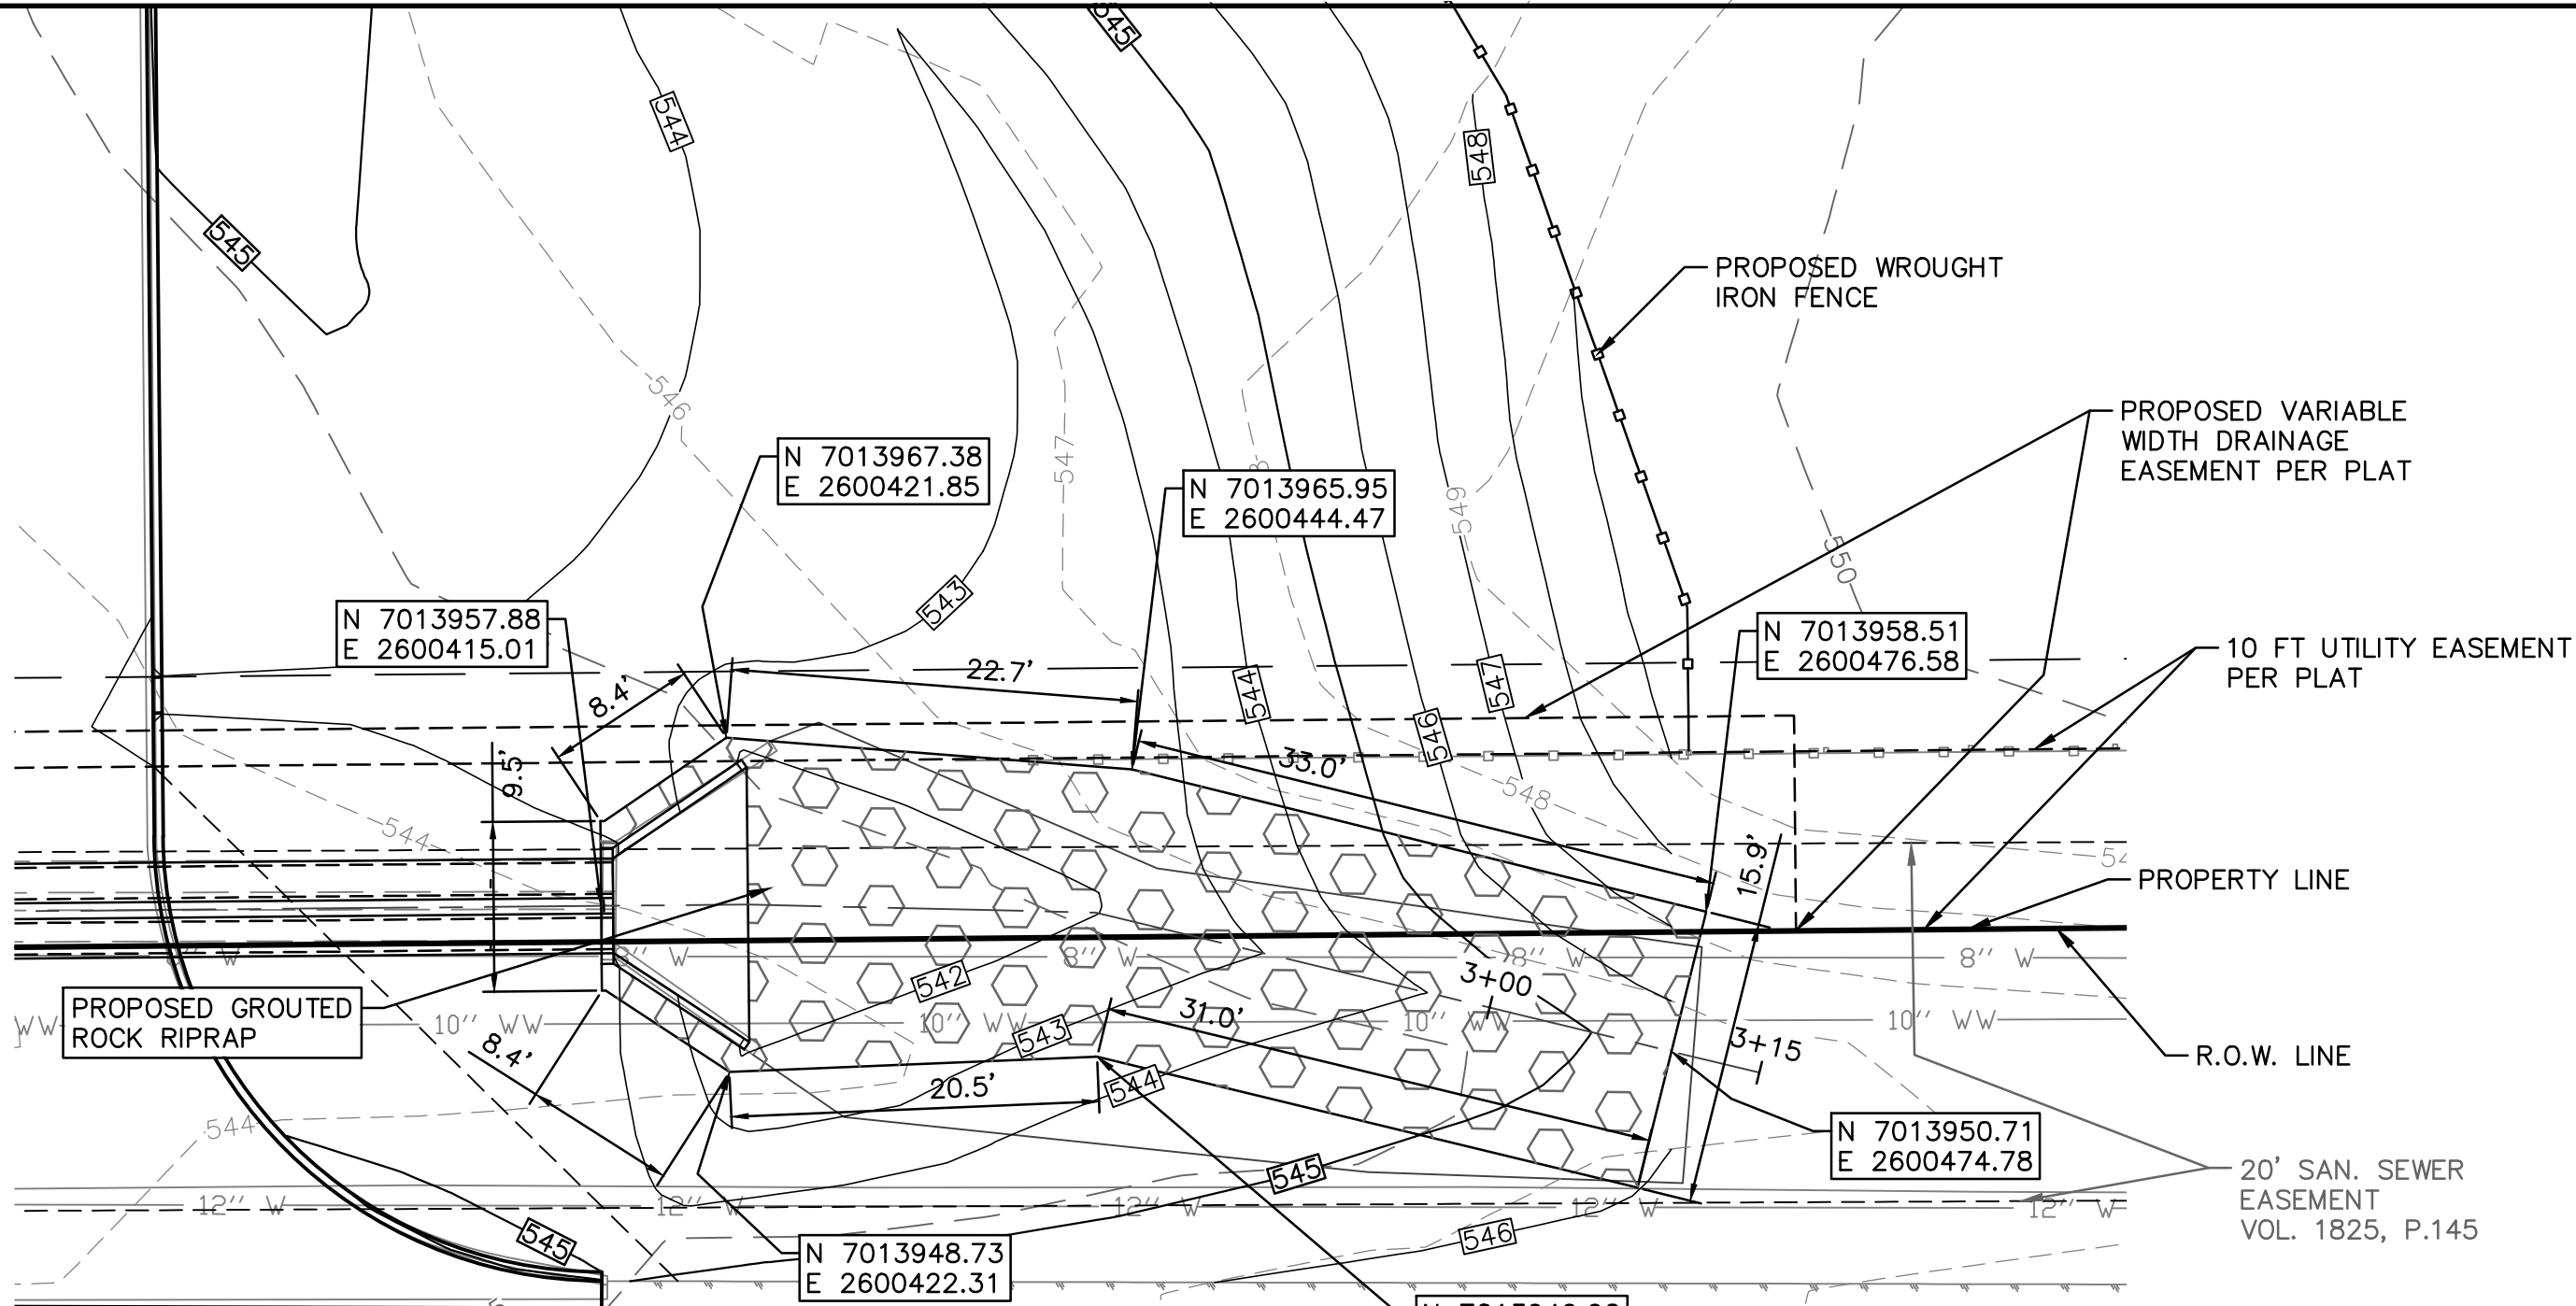 545
544
548
545
PROPOSED WROUGHT
IRON FENCE
546
547
549
550
PROPOSED VARIABLE
WIDTH DRAINAGE
EASEMENT PER PLAT
N 7013967.38
E 2600421.85
N 7013965.95
E 2600444.47
543
N 7013957.88
E 2600415.01
N 7013958.51
E 2600476.58
10 FT UTILITY EASEMENT
PER PLAT
8.4'
22.7'
544
547
546
9.5'
33.0'
548
544
15.9'
54
PROPERTY LINE
W
W
8'' W
8'' W
8'' W
542
3+00
PROPOSED GROUTED
ROCK RIPRAP
WW
10'' WW
10'' WW
10'' WW
10'' WW
31.0'
543
3+15
R.O.W. LINE
8.4'
20.5'
544
544
N 7013950.71
E 2600474.78
545
20' SAN. SEWER
EASEMENT
VOL. 1825, P.145
12'' W
12'' W
12'' W
12'' W
12'' W
545
546
N 7013948.73
E 2600422.31